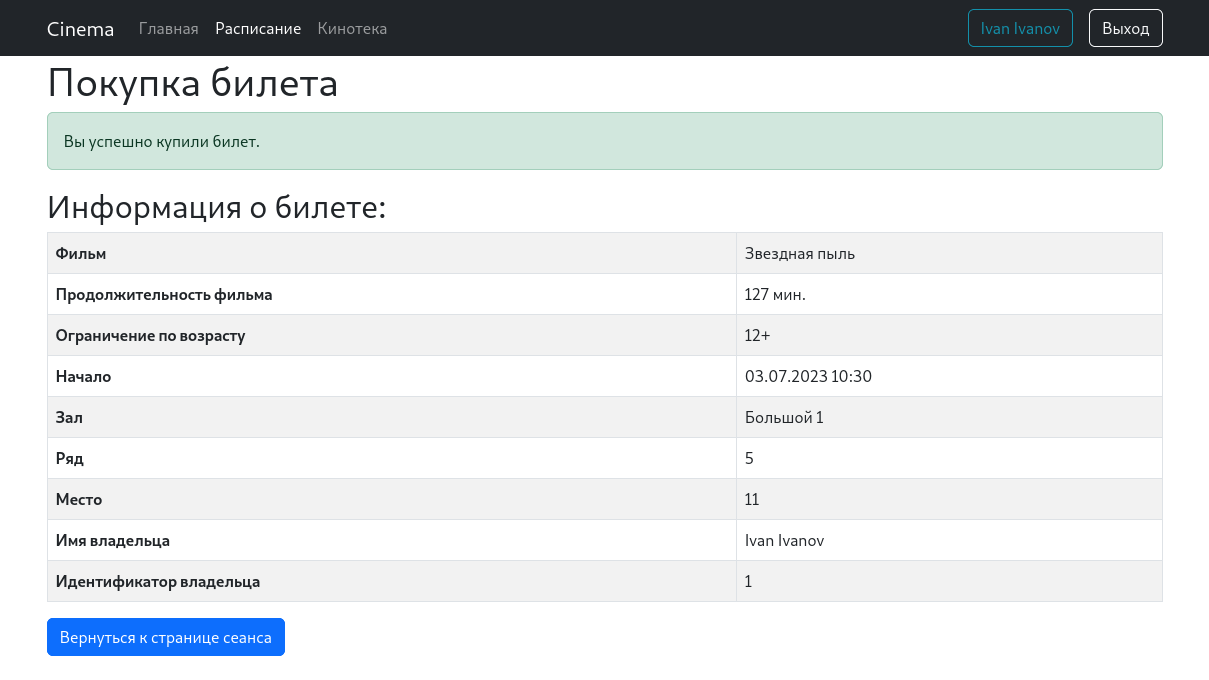 Cinema Главная Расписание Кинотека Ivan Ivanov Выход
Покупка билета
Вы успешно купили билет.
Информация о билете:
Фильм Звездная пыль
Продолжительность фильма 127 мин.
Ограничение по возрасту 12+
Начало 03.07.2023 10:30
Зал Большой 1
Ряд 5
Место 11
Имя владельца Ivan Ivanov
Идентификатор владельца 1
Вернуться к странице сеанса